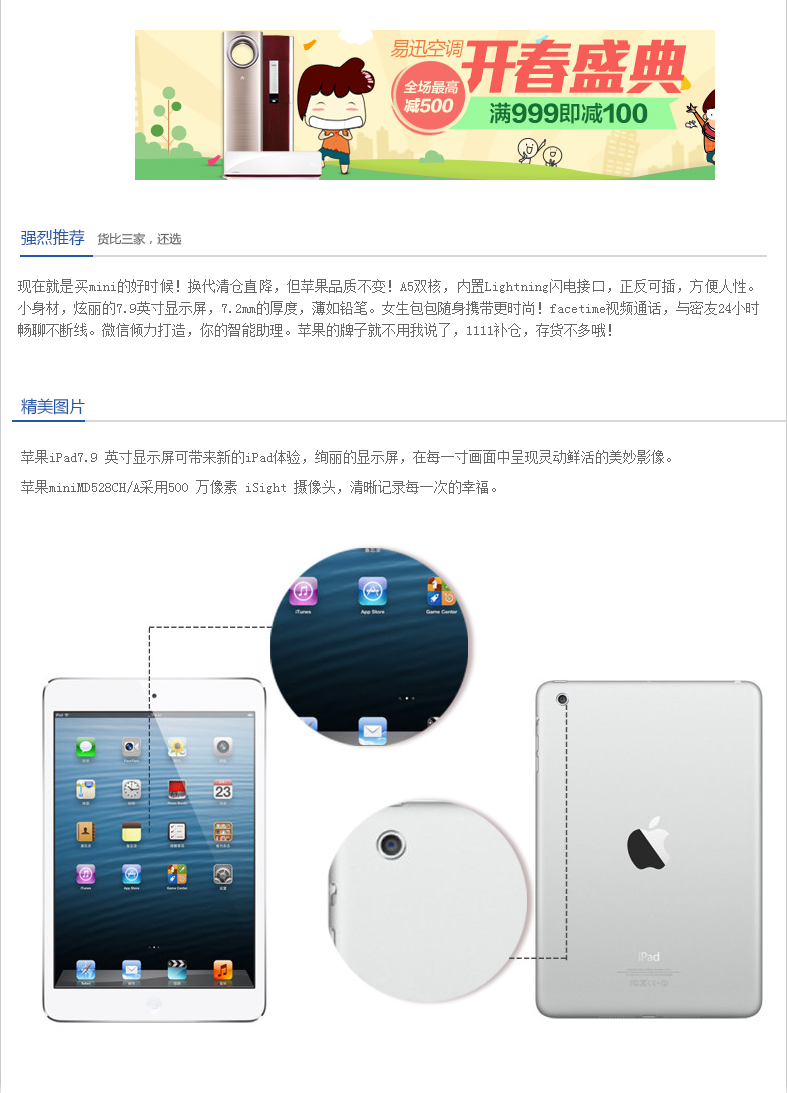 易迅空调
开春盛典
全场最高
减500
满999即减100
强烈推荐 货比三家，还选
现在就是买mini的好时候！换代清仓直降，但苹果品质不变！A5双核，内置Lightning闪电接口，正反可插，方便人性。
小身材，炫丽的7.9英寸显示屏，7.2mm的厚度，薄如铅笔。女生包包随身携带更时尚！facetime视频通话，与密友24小时
畅聊不断线。微信倾力打造，你的智能助理。苹果的牌子就不用我说了，1111补仓，存货不多哦！
精美图片
苹果iPad7.9 英寸显示屏可带来新的iPad体验，绚丽的显示屏，在每一寸画面中呈现灵动鲜活的美妙影像。
苹果miniMD528CH/A采用500 万像素 iSight 摄像头，清晰记录每一次的幸福。
iTunes
App Store
Game Center
23
iTunes
App Store
Game Center
Safari
iPad